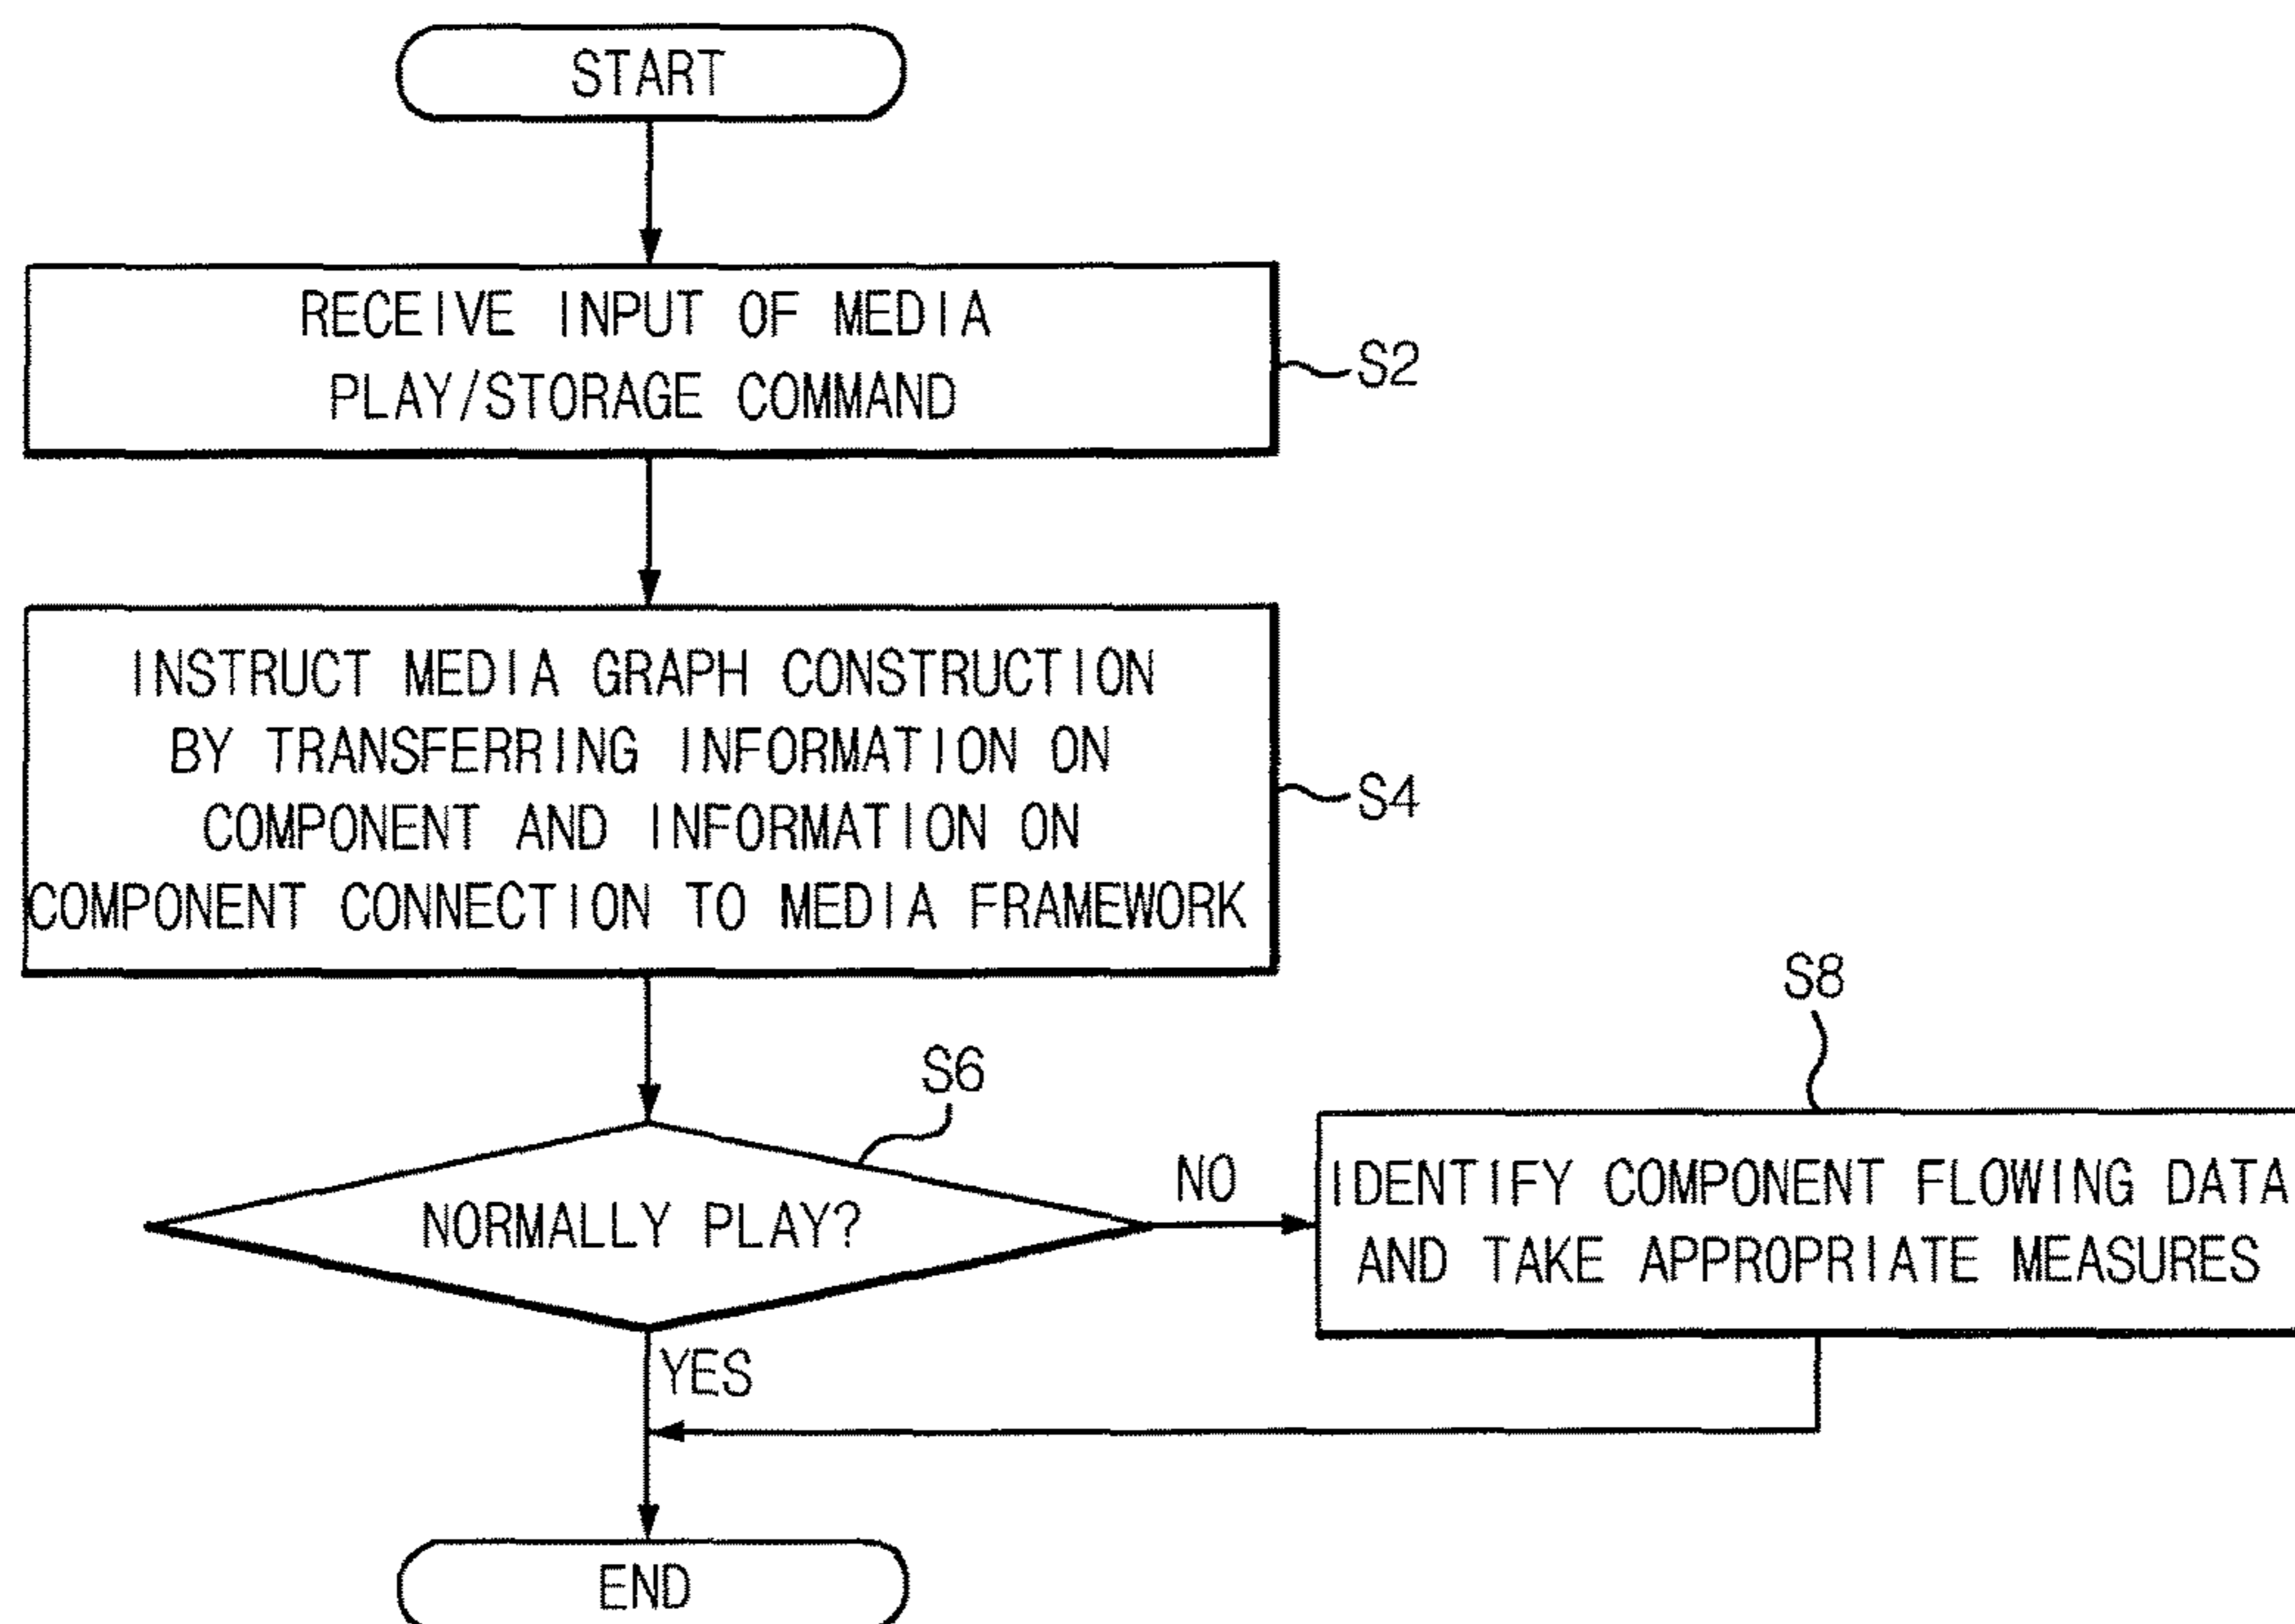 START
RECEIVE INPUT OF MEDIA
PLAY/STORAGE COMMAND
S2
INSTRUCT MEDIA GRAPH CONSTRUCTION
BY TRANSFERRING INFORMATION ON
COMPONENT AND INFORMATION ON
COMPONENT CONNECTION TO MEDIA FRAMEWORK
S4
S6
NORMALLY PLAY?
NO
S8
IDENTIFY COMPONENT FLOWING DATA
AND TAKE APPROPRIATE MEASURES
YES
END